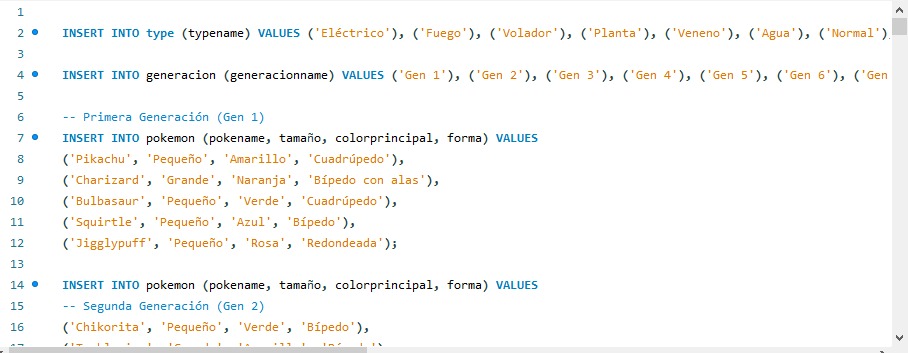 1
2 INSERT INTO type (typename) VALUES ('Eléctrico'), ('Fuego'), ('Volador'), ('Planta'), ('Veneno'), ('Agua'), ('Normal')
3
4 INSERT INTO generacion (generacionname) VALUES ('Gen 1'), ('Gen 2'), ('Gen 3'), ('Gen 4'), ('Gen 5'), ('Gen 6'), ('Gen
5
6 -- Primera Generación (Gen 1)
7 INSERT INTO pokemon (pokename, tamaño, colorprincipal, forma) VALUES
8 ('Pikachu', 'Pequeño', 'Amarillo', 'Cuadrúpedo'),
9 ('Charizard', 'Grande', 'Naranja', 'Bípedo con alas'),
10 ('Bulbasaur', 'Pequeño', 'Verde', 'Cuadrúpedo'),
11 ('Squirtle', 'Pequeño', 'Azul', 'Bípedo'),
12 ('Jigglypuff', 'Pequeño', 'Rosa', 'Redondeada');
13
14 INSERT INTO pokemon (pokename, tamaño, colorprincipal, forma) VALUES
15 -- Segunda Generación (Gen 2)
16 ('Chikorita', 'Pequeño', 'Verde', 'Bípedo'),